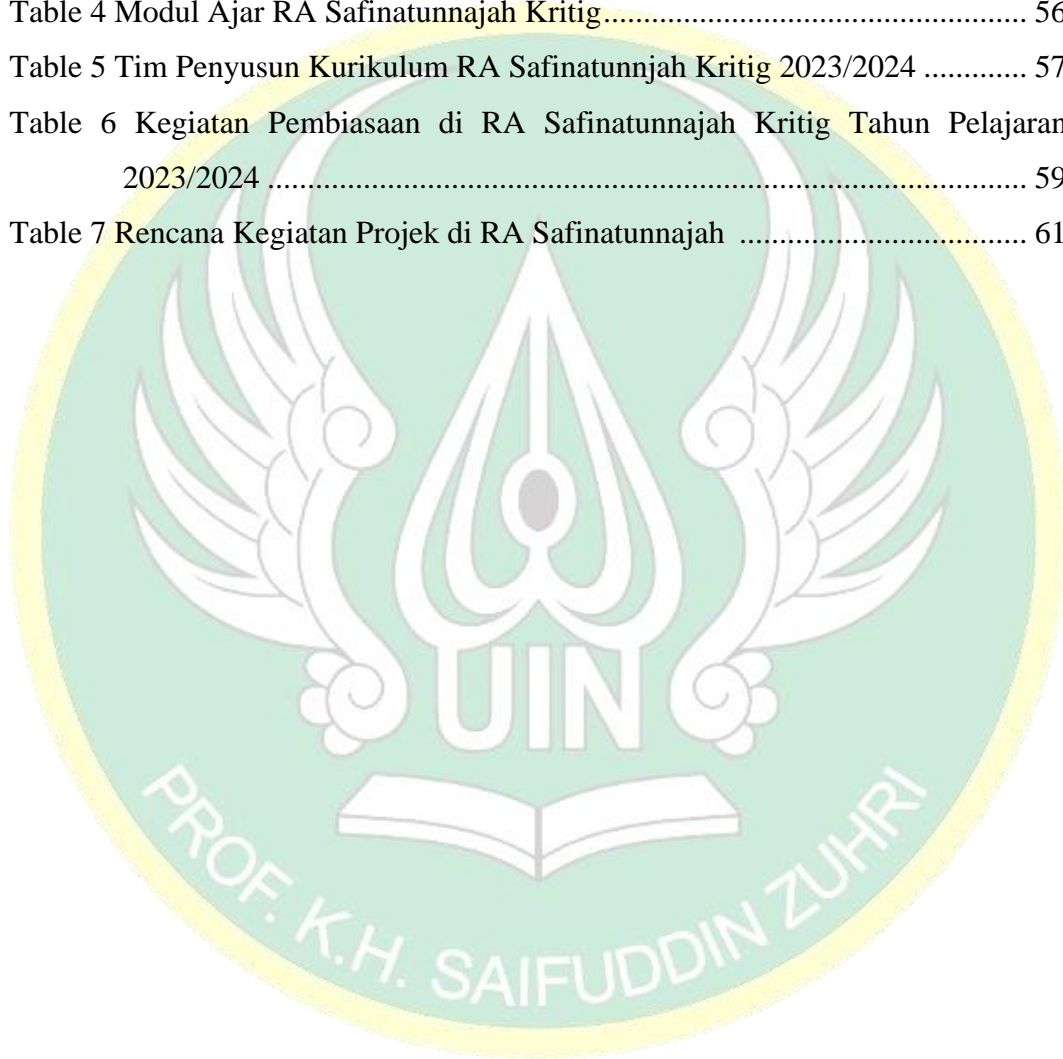 Table 4 Modul Ajar RA Safinatunnajah Kritig............................................................ 56
Table 5 Tim Penyusun Kurikulum RA Safinatunnjah Kritig 2023/2024 ............. 57
Table 6 Kegiatan Pembiasaan di RA Safinatunnajah Kritig Tahun Pelajaran
2023/2024 .................................................................................................... 59
Table 7 Rencana Kegiatan Projek di RA Safinatunnajah ...................................... 61
UIN
PROF. K.H. SAIFUDDIN ZUHRI